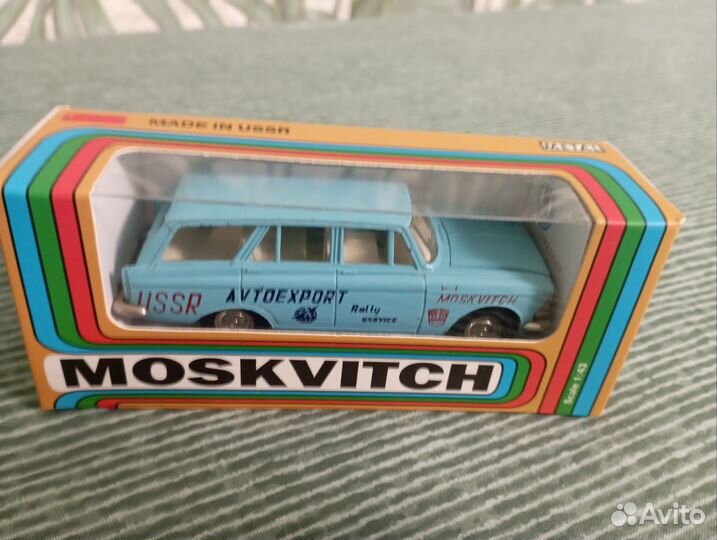 MADE IN USSR
USSR
AVTOEXPORT
Rally
SERVICE
MOSKVITCH
MOSKVITCH
Scale 1:43
Avito